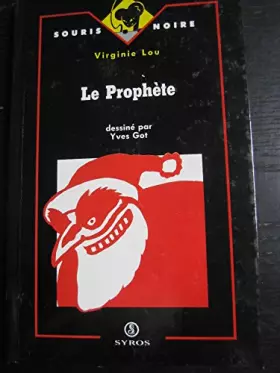 SOURIS NOIRE
Virginie Lou
Le Prophète
dessiné par
Yves Got
SYROS